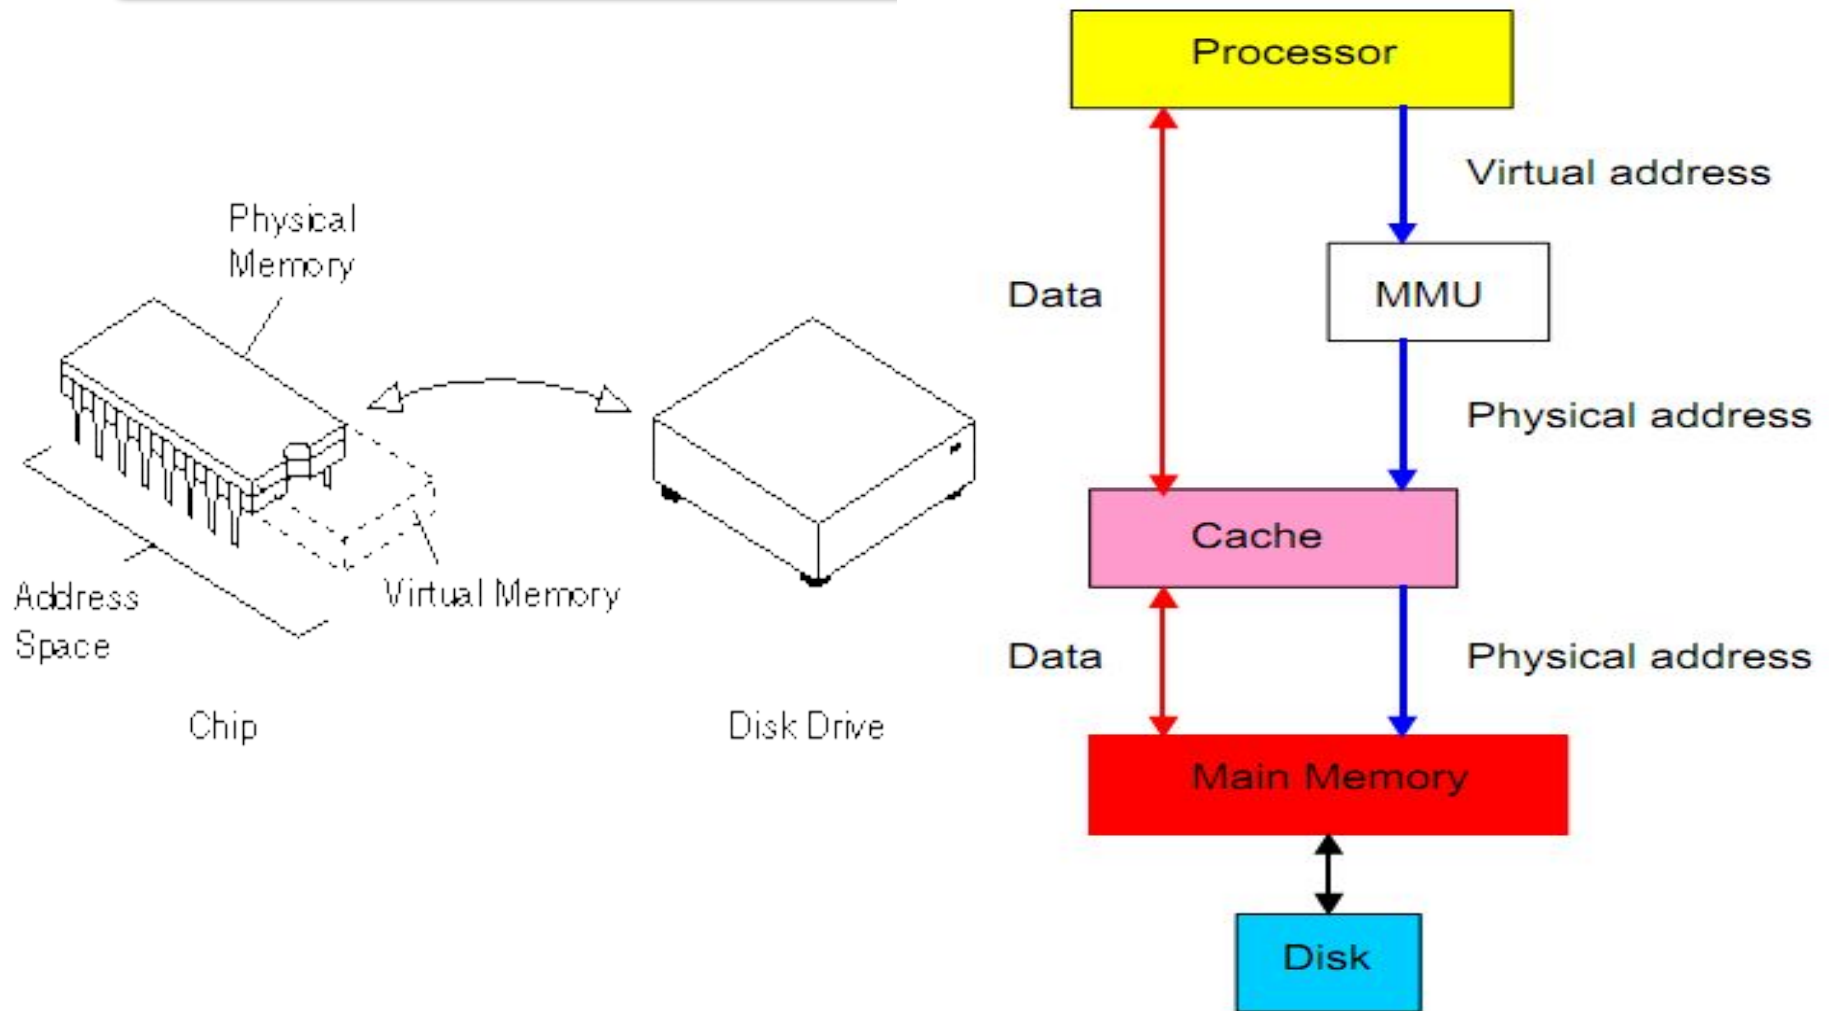 Physical
Memory
Address
Space
Virtual Memory
Chip
Disk Drive
Processor
Virtual address
Data
MMU
Physical address
Cache
Data
Physical address
Main Memory
Disk